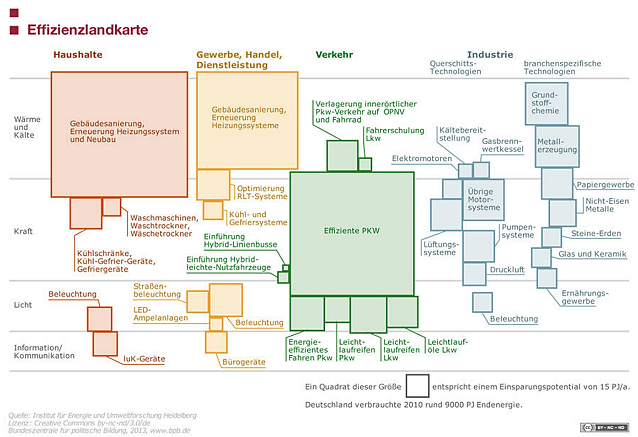 Effizienzlandkarte
Haushalte
Gewerbe, Handel,
Dienstleistung
Verkehr
Industrie
Querschitts-
Technologien
branchenspezifische
Technologien
Wärme
und
Kälte
Kraft
Licht
Information/
Kommunikation
Gebäudesanierung,
Erneuerung Heizungssystem
und Neubau
Waschmaschinen,
Waschtrockner,
Wäschetrockner
Kühlschränke,
Kühl-Gefrier-Geräte,
Gefriergeräte
Beleuchtung
IuK-Geräte
Gebäudesanierung,
Erneuerung
Heizungssysteme
Optimierung
RLT-Systeme
Kühl- und
Gefriersysteme
Straßen-
beleuchtung
LED-
Ampelanlagen
Beleuchtung
Bürogeräte
Verlagerung innerörtlicher
Pkw-Verkehr auf ÖPNV
und Fahrrad
Fahrerschulung
Lkw
Effiziente PKW
Einführung
Hybrid-Linienbusse
Einführung Hybrid-
leichte-Nutzfahrzeuge
Energie-
effizientes
Fahren Pkw
Leicht-
laufreifen
Pkw
Leicht-
laufreifen
Lkw
Leichtlauf-
öle Lkw
Kältebereit-
stellung
Gasbrenn-
wertkessel
Elektromotoren
Übrige
Motor-
systeme
Lüftungs-
systeme
Pumpen-
systeme
Druckluft
Beleuchtung
Grund-
stoff-
chemie
Metall-
erzeugung
Papiergewerbe
Nicht-Eisen
Metalle
Steine-Erden
Glas und Keramik
Ernährungs-
gewerbe
Ein Quadrat dieser Größe entspricht einem Einsparungspotential von 15 PJ/a.
Deutschland verbrauchte 2010 rund 9000 PJ Endenergie.
Quelle: Institut für Energie und Umweltforschung Heidelberg
Lizenz: Creative Commons by-nc-nd/3.0/de
Bundeszentrale für politische Bildung, 2013, www.bpb.de
BY - NC - ND